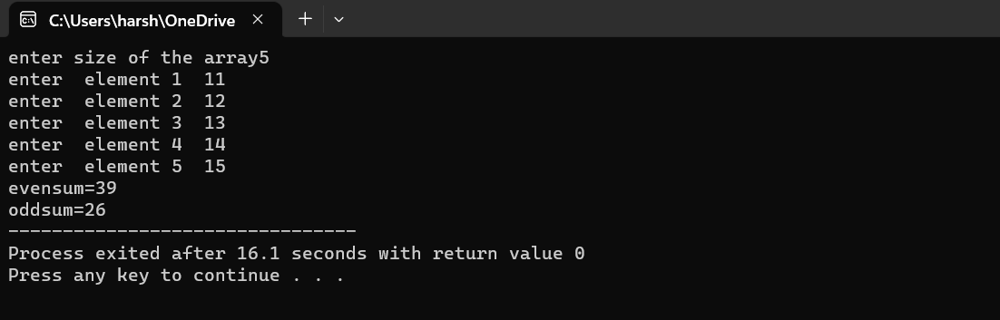 C:\Users\harsh\OneDrive
enter size of the array5
enter  element 1  11
enter  element 2  12
enter  element 3  13
enter  element 4  14
enter  element 5  15
evensum=39
oddsum=26
--------------------------------
Process exited after 16.1 seconds with return value 0
Press any key to continue . . .